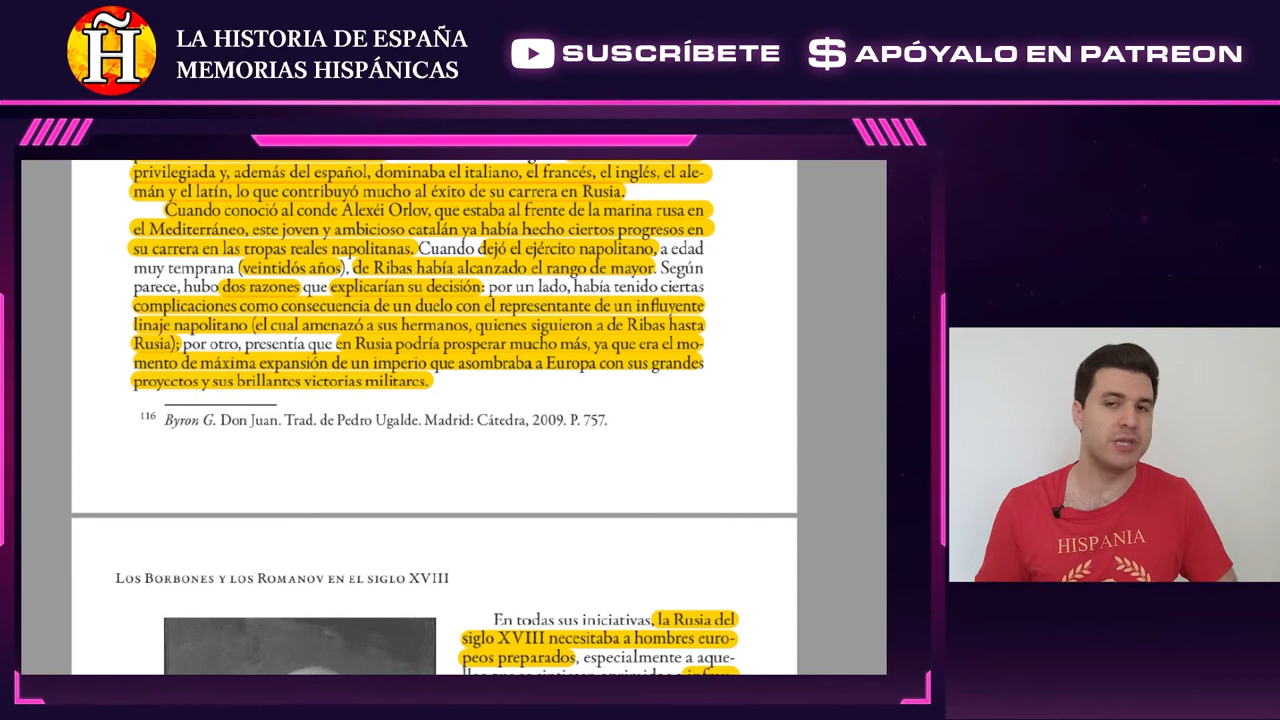 Ñ
LA HISTORIA DE ESPAÑA
MEMORIAS HISPÁNICAS
SUSCRÍBETE
$ APÓYALO EN PATREON
privilegiada y, además del español, dominaba el italiano, el francés, el inglés, el ale-
mán y el latín, lo que contribuyó mucho al éxito de su carrera en Rusia.
Cuando conoció al conde Alexéi Orlov, que estaba al frente de la marina rusa en
el Mediterráneo, este joven y ambicioso catalán ya había hecho ciertos progresos en
su carrera en las tropas reales napolitanas. Cuando dejó el ejército napolitano, a edad
muy temprana (veintidós años), de Ribas había alcanzado el rango de mayor. Según
parece, hubo dos razones que explicarían su decisión: por un lado, había tenido ciertas
complicaciones como consecuencia de un duelo con el representante de un influyente
linaje napolitano (el cual amenazó a sus hermanos, quienes siguieron a de Ribas hasta
Rusia); por otro, presentía que en Rusia podría prosperar mucho más, ya que era el mo-
mento de máxima expansión de un imperio que asombraba a Europa con sus grandes
proyectos y sus brillantes victorias militares.
116 Byron G. Don Juan. Trad. de Pedro Ugalde. Madrid: Cátedra, 2009. P. 757.
LOS BORBONES Y LOS ROMANOV EN EL SIGLO XVIII
En todas sus iniciativas, la Rusia del
siglo XVIII necesitaba a hombres euro-
peos preparados, especialmente a aque-
HISPANIA